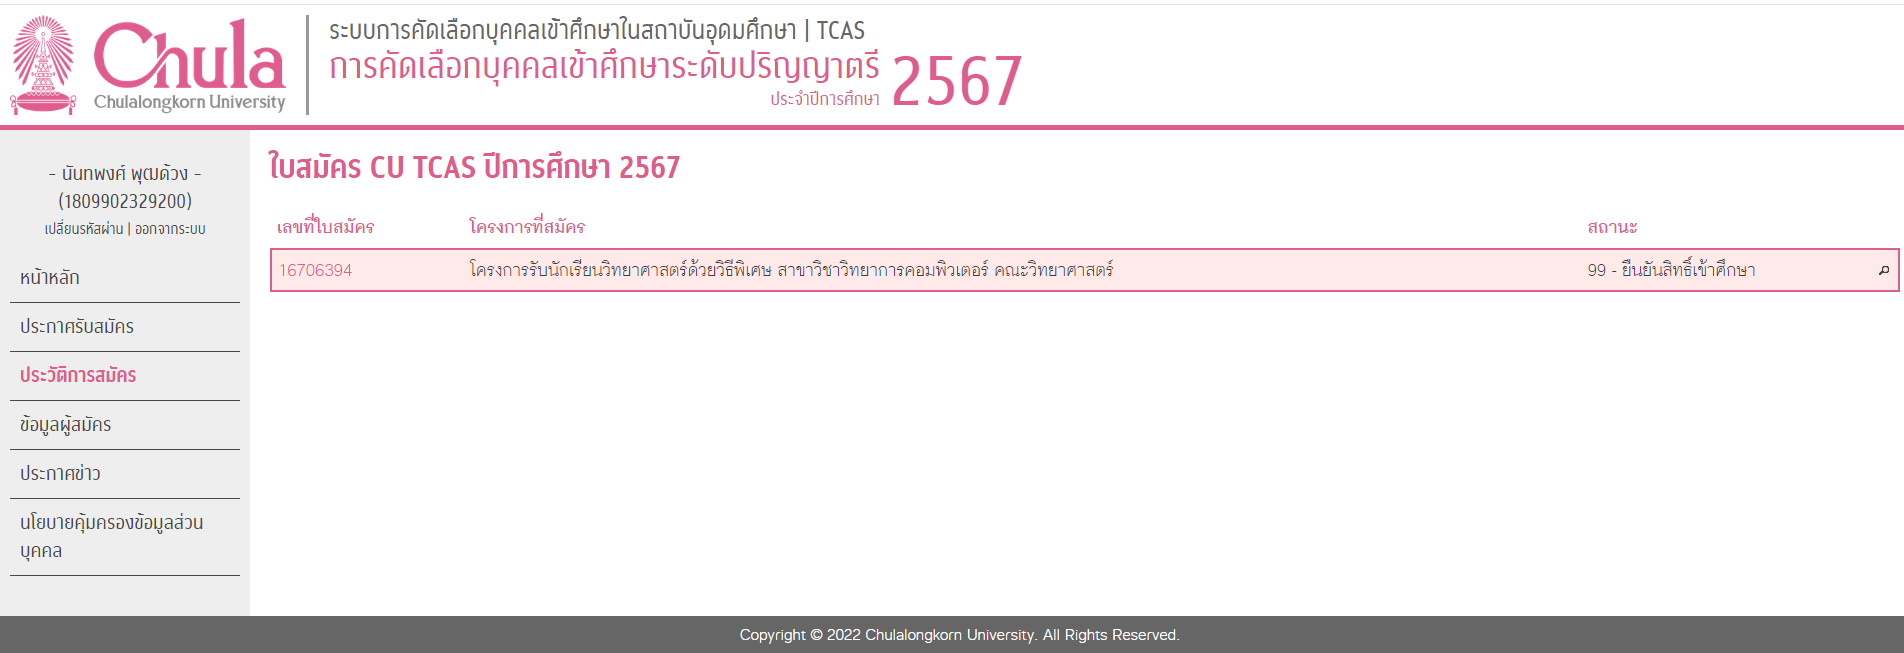 Chula
Chulalongkorn University
ระบบการคัดเลือกบุคคลเข้าศึกษาในสถาบันอุดมศึกษา | TCAS
การคัดเลือกบุคคลเข้าศึกษาระดับปริญญาตรี 2567
ประจำปีการศึกษา
- นันทพงศ์ พุฒด้วง -
(1809902329200)
เปลี่ยนรหัสผ่าน | ออกจากระบบ
หน้าหลัก
ประกาศรับสมัคร
ประวัติการสมัคร
ข้อมูลผู้สมัคร
ประกาศข่าว
นโยบายคุ้มครองข้อมูลส่วน
บุคคล
ใบสมัคร CU TCAS ปีการศึกษา 2567
เลขที่ใบสมัคร โครงการที่สมัคร สถานะ
16706394 โครงการรับนักเรียนวิทยาศาสตร์ด้วยวิธีพิเศษ สาขาวิชาวิทยาการคอมพิวเตอร์ คณะวิทยาศาสตร์ 99 - ยืนยันสิทธิ์เข้าศึกษา
Copyright © 2022 Chulalongkorn University. All Rights Reserved.